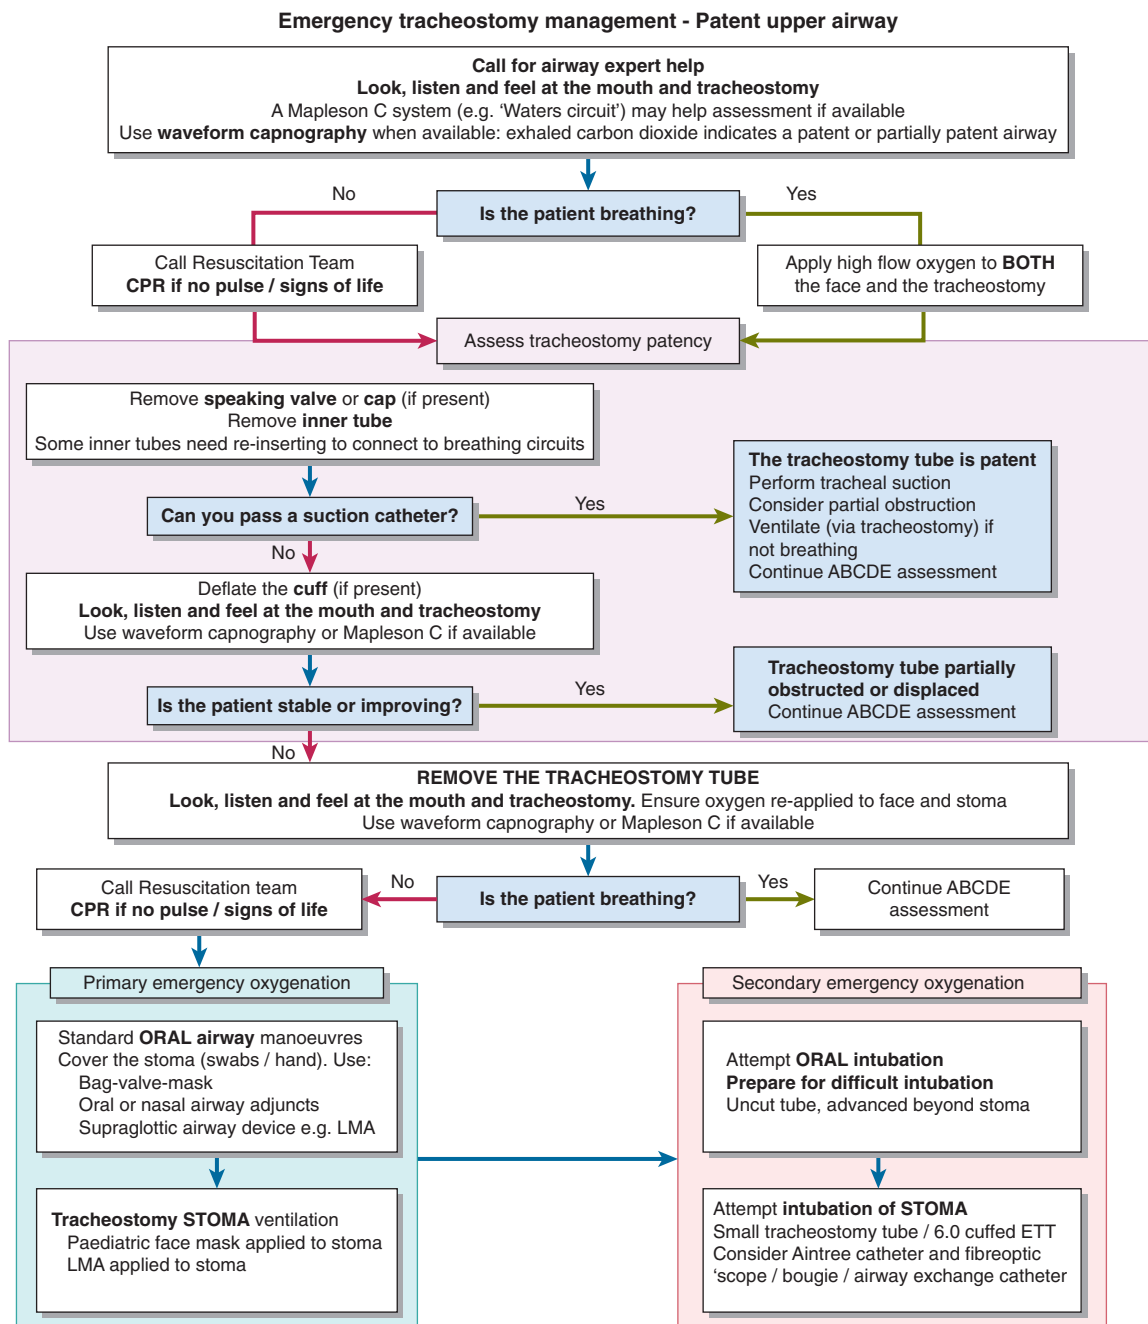 Emergency tracheostomy management - Patent upper airway
Call for airway expert help
Look, listen and feel at the mouth and tracheostomy
A Mapleson C system (e.g. ‘Waters circuit’) may help assessment if available
Use waveform capnography when available: exhaled carbon dioxide indicates a patent or partially patent airway
No
Is the patient breathing?
Yes
Call Resuscitation Team
CPR if no pulse / signs of life
Apply high flow oxygen to BOTH
the face and the tracheostomy
Assess tracheostomy patency
Remove speaking valve or cap (if present)
Remove inner tube
Some inner tubes need re-inserting to connect to breathing circuits
Can you pass a suction catheter?
Yes
The tracheostomy tube is patent
Perform tracheal suction
Consider partial obstruction
Ventilate (via tracheostomy) if
not breathing
Continue ABCDE assessment
No
Deflate the cuff (if present)
Look, listen and feel at the mouth and tracheostomy
Use waveform capnography or Mapleson C if available
Is the patient stable or improving?
Yes
Tracheostomy tube partially
obstructed or displaced
Continue ABCDE assessment
No
REMOVE THE TRACHEOSTOMY TUBE
Look, listen and feel at the mouth and tracheostomy. Ensure oxygen re-applied to face and stoma
Use waveform capnography or Mapleson C if available
Call Resuscitation team
CPR if no pulse / signs of life
No
Is the patient breathing?
Yes
Continue ABCDE
assessment
Primary emergency oxygenation
Standard ORAL airway manoeuvres
Cover the stoma (swabs / hand). Use:
Bag-valve-mask
Oral or nasal airway adjuncts
Supraglottic airway device e.g. LMA
Tracheostomy STOMA ventilation
Paediatric face mask applied to stoma
LMA applied to stoma
Secondary emergency oxygenation
Attempt ORAL intubation
Prepare for difficult intubation
Uncut tube, advanced beyond stoma
Attempt intubation of STOMA
Small tracheostomy tube / 6.0 cuffed ETT
Consider Aintree catheter and fibreoptic
‘scope / bougie / airway exchange catheter